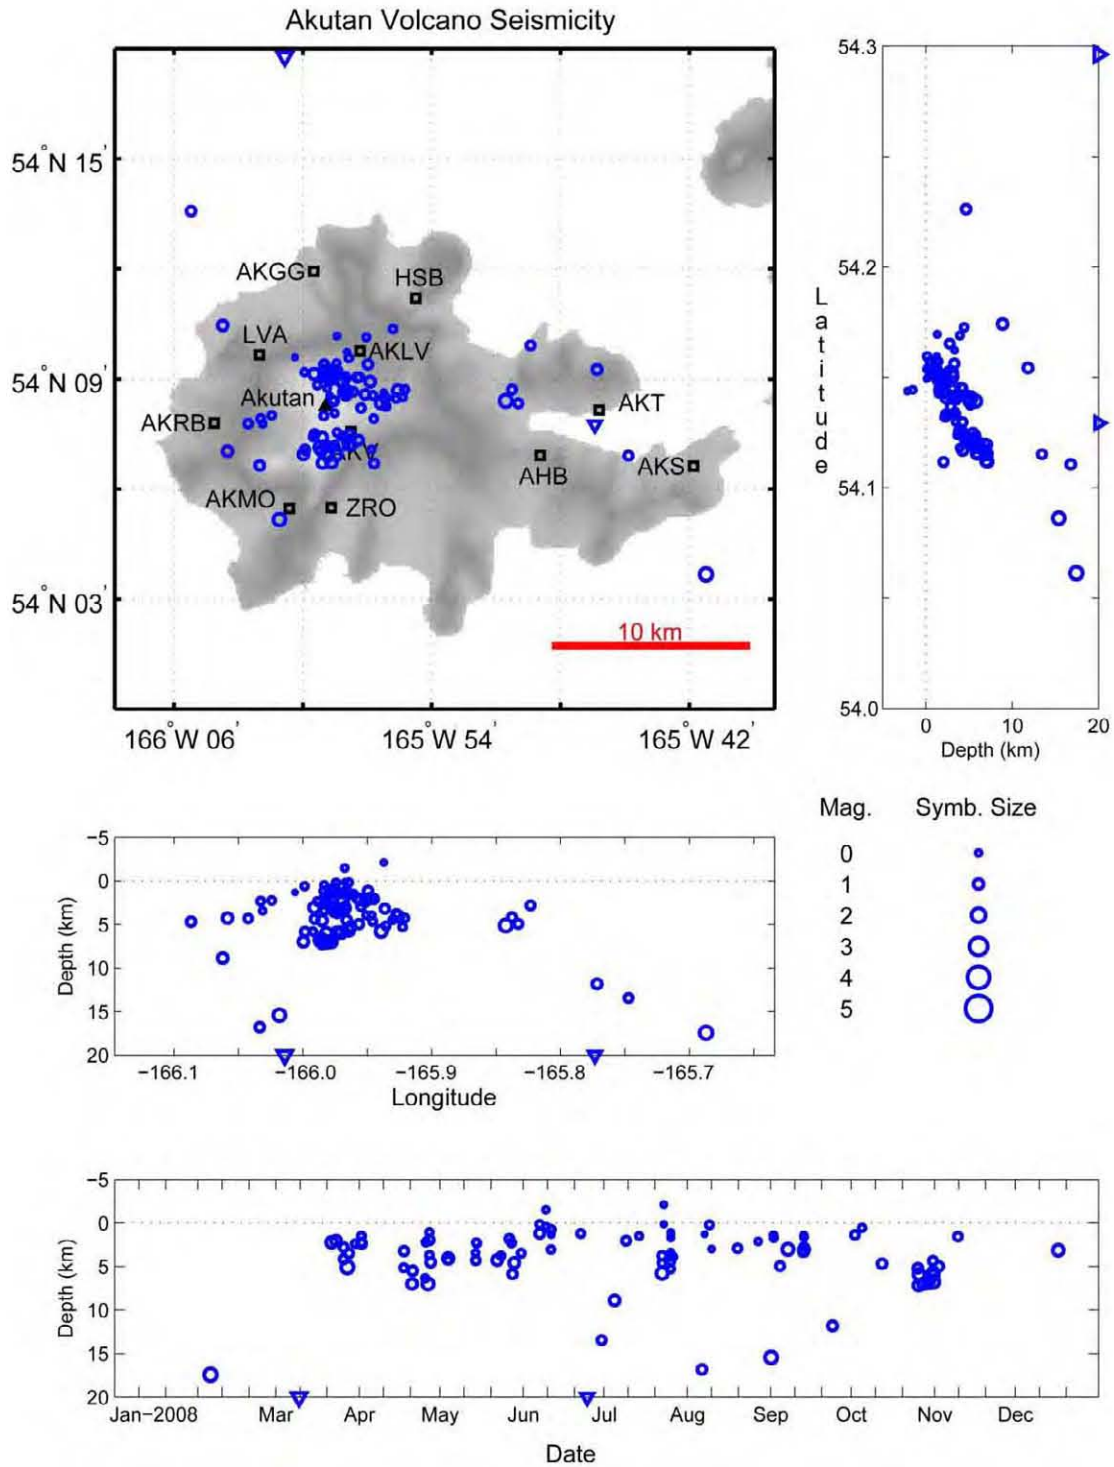 Akutan Volcano Seismicity
54°N 15'
54°N 09'
54°N 03'
AKGG
HSB
LVA
AKLV
Akutan
AKRB
AKT
AHB
AKS
AKMO
ZRO
10 km
166°W 06'
165°W 54'
165°W 42'
54.3
54.2
54.1
54.0
Latitude
0
10
20
Depth (km)
Mag.
Symb. Size
0
1
2
3
4
5
−5
0
5
10
15
20
Depth (km)
−166.1
−166.0
−165.9
−165.8
−165.7
Longitude
−5
0
5
10
15
20
Depth (km)
Jan−2008
Mar
Apr
May
Jun
Jul
Aug
Sep
Oct
Nov
Dec
Date